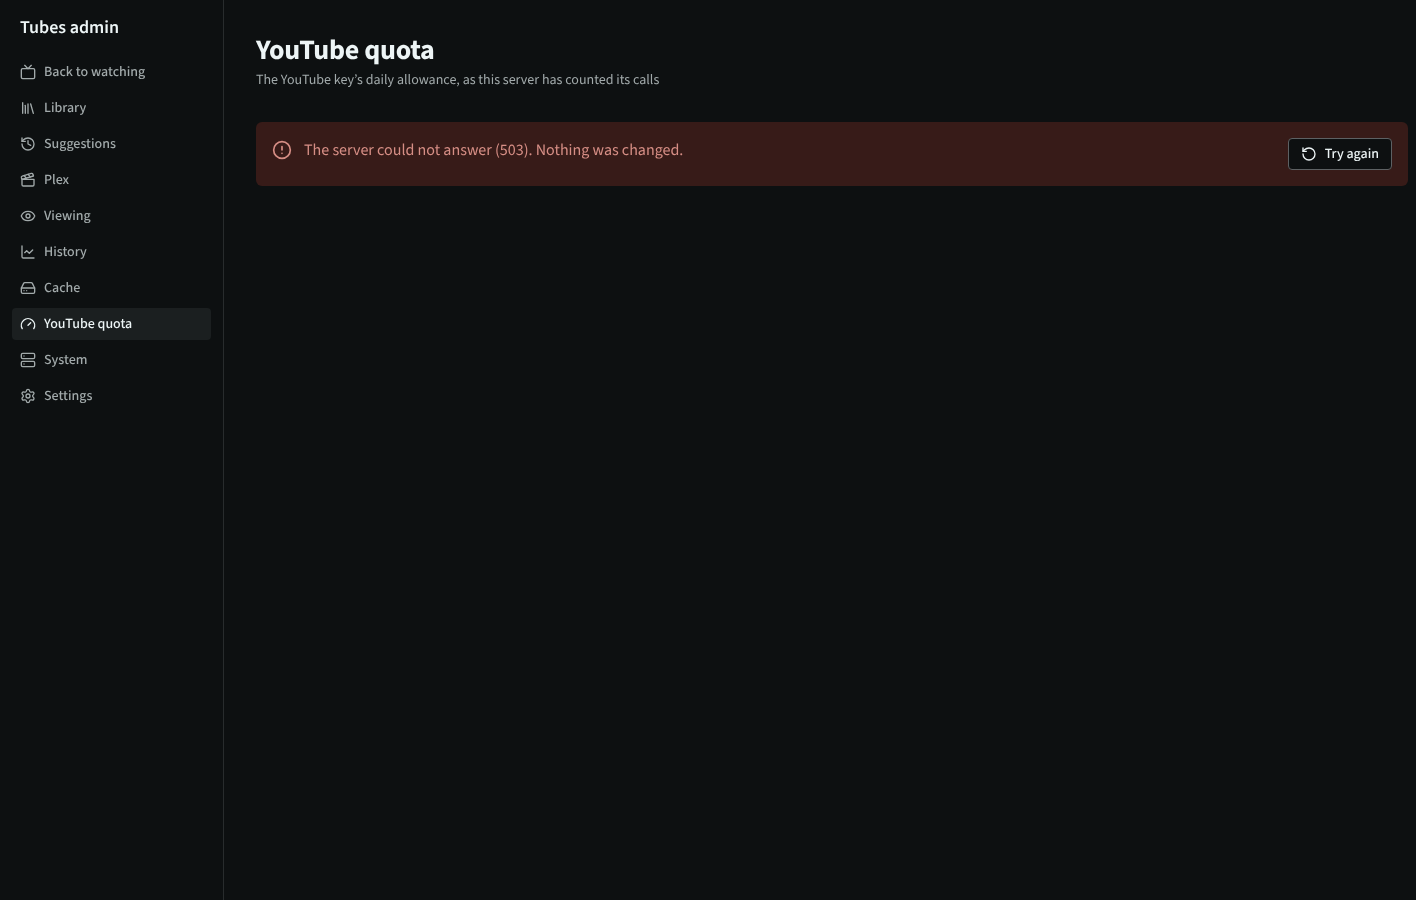 Tubes admin
Back to watching
Library
Suggestions
Plex
Viewing
History
Cache
YouTube quota
System
Settings
YouTube quota
The YouTube key’s daily allowance, as this server has counted its calls
The server could not answer (503). Nothing was changed.
Try again